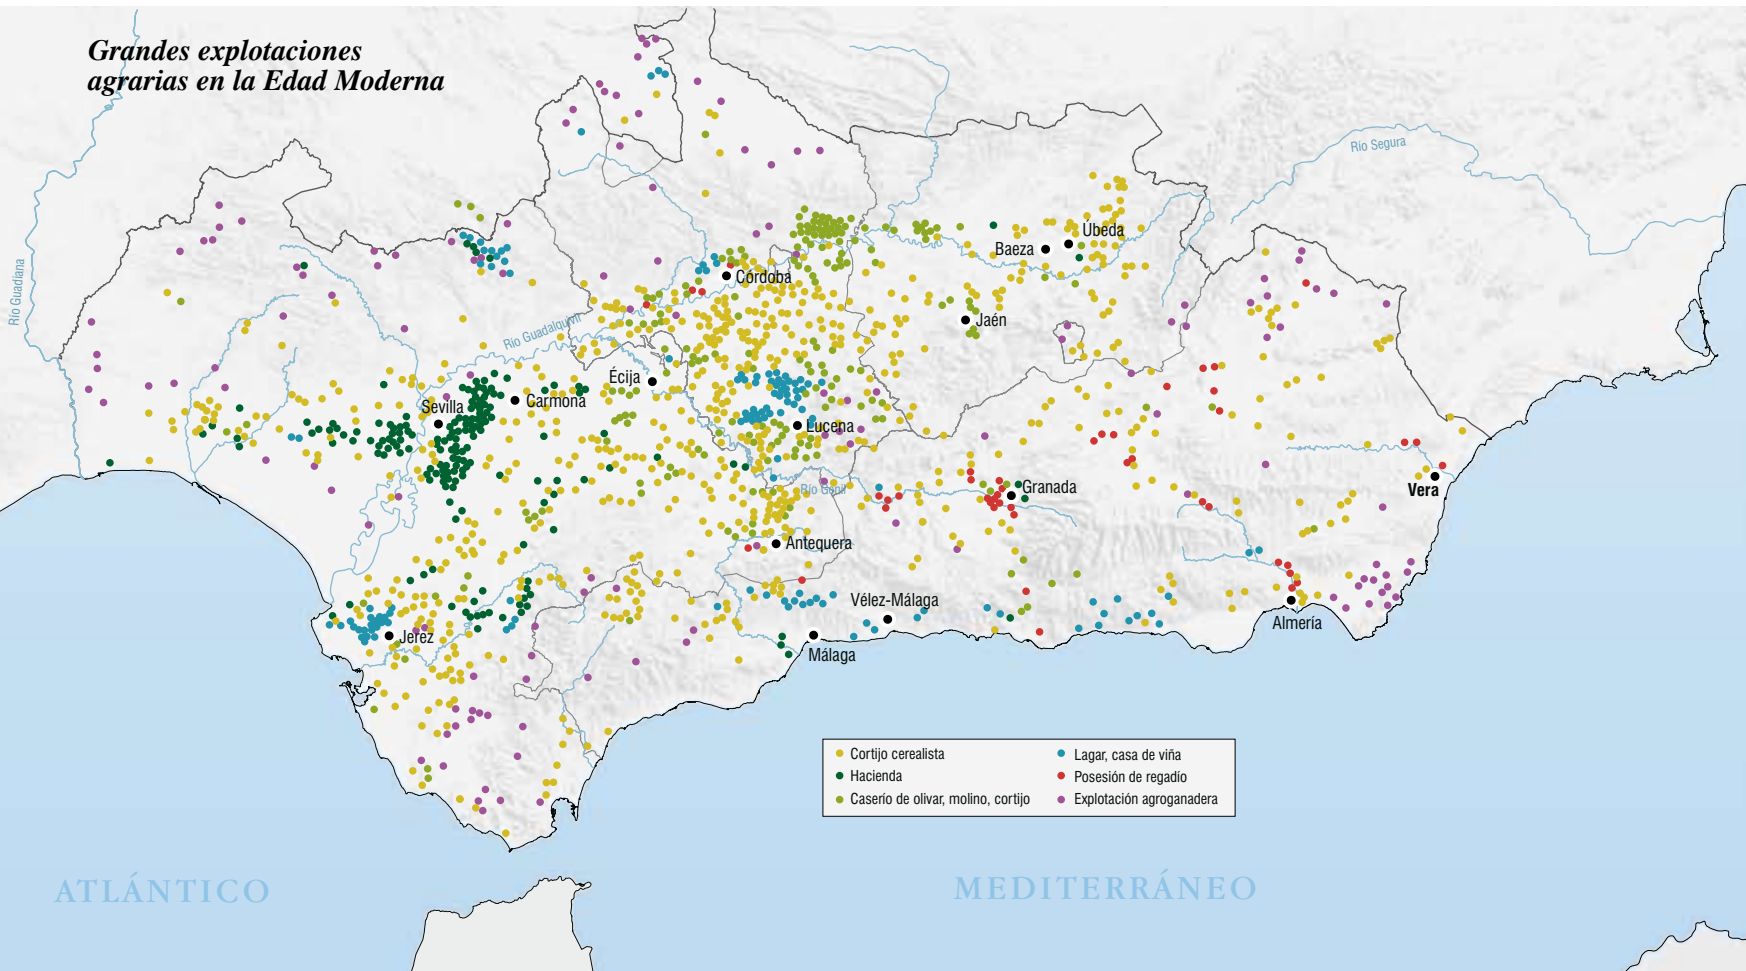 Grandes explotaciones
agrarias en la Edad Moderna
Río Segura
Úbeda
Baeza
Río Guadiana
Córdoba
Jaén
Río Guadalquivir
Écija
Sevilla
Carmona
Lucena
Río Genil
Granada
Vera
Antequera
Vélez-Málaga
Almería
Jerez
Málaga
Cortijo cerealista
Hacienda
Caserío de olivar, molino, cortijo
Lagar, casa de viña
Posesión de regadío
Explotación agroganadera
ATLÁNTICO
MEDITERRÁNEO